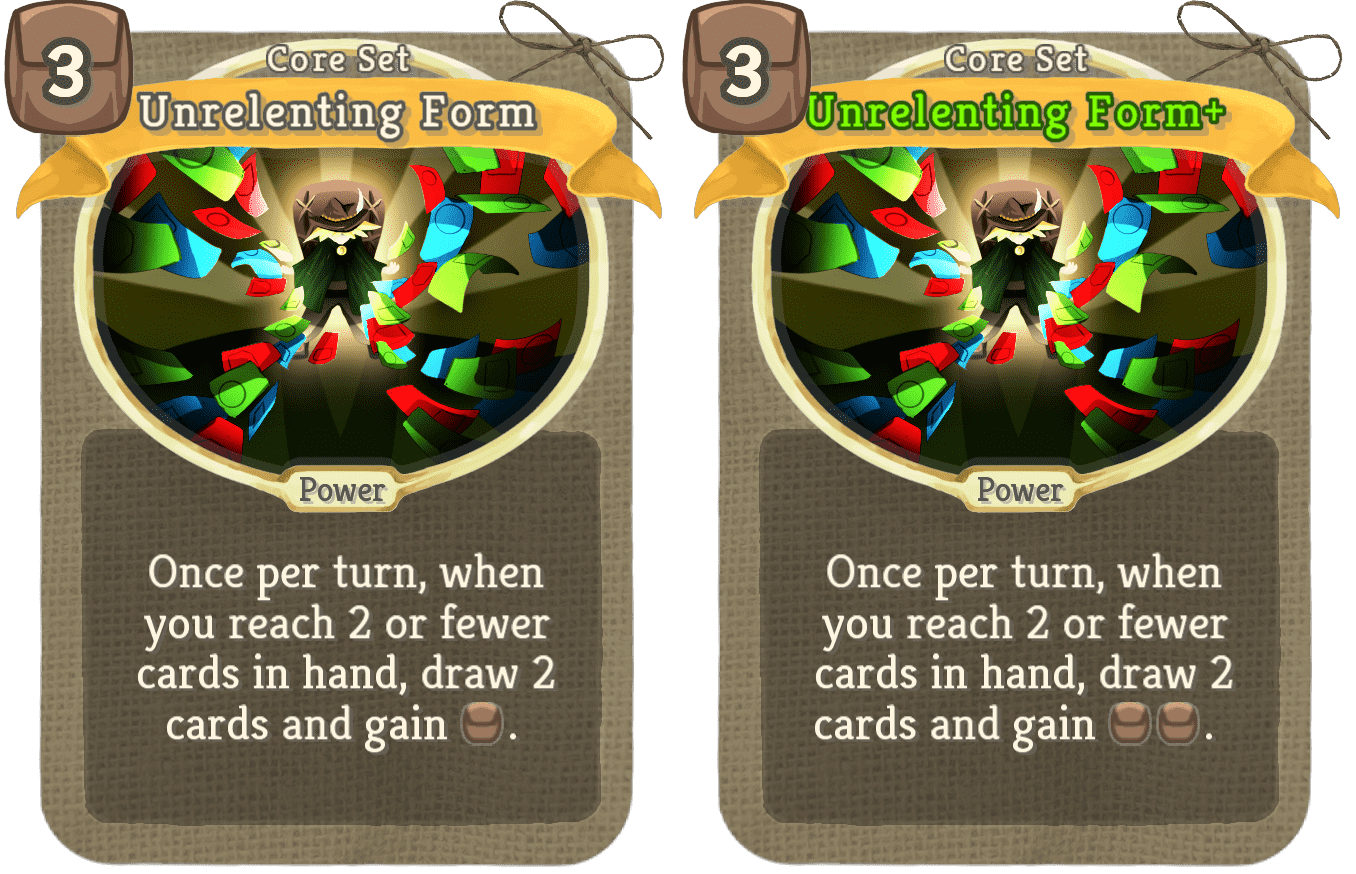 3
Core Set
Unrelenting Form
Power
Once per turn, when
you reach 2 or fewer
cards in hand, draw 2
cards and gain .
3
Core Set
Unrelenting Form+
Power
Once per turn, when
you reach 2 or fewer
cards in hand, draw 2
cards and gain .